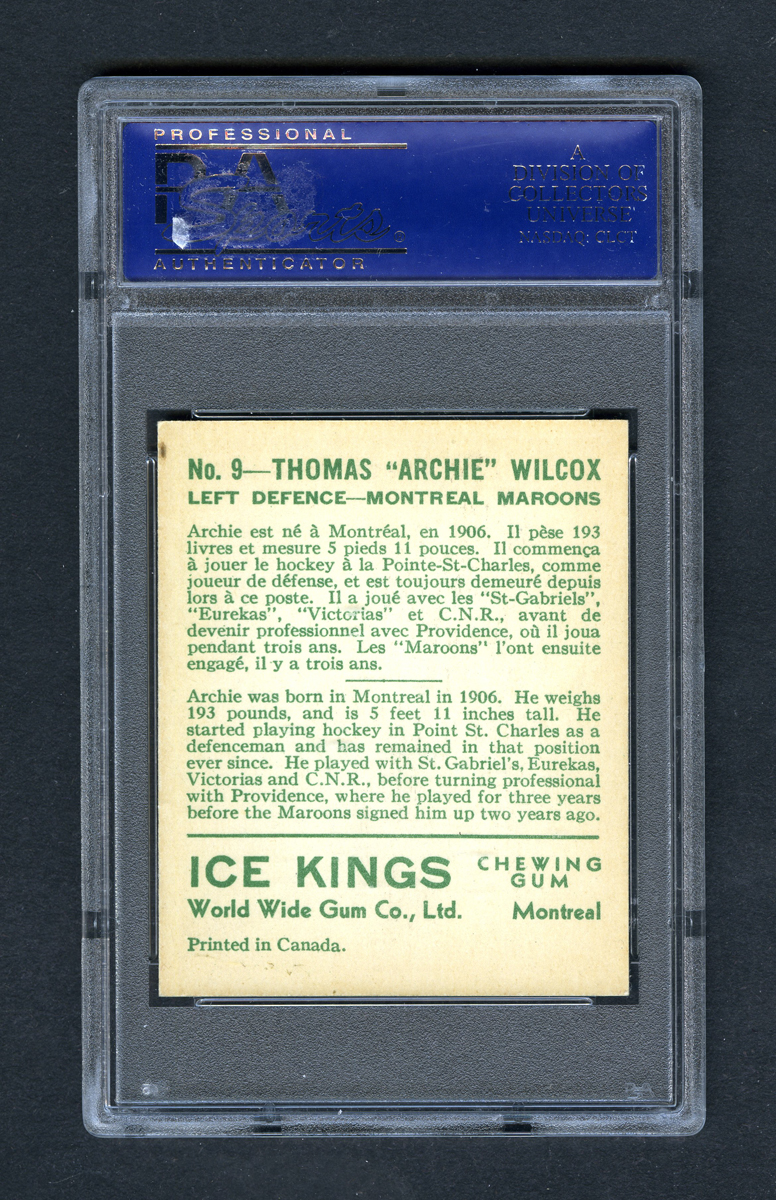 PROFESSIONAL
AUTHENTICATOR
A
DIVISION OF
COLLECTORS
UNIVERSE
NASDAQ: CLCT
No. 9—THOMAS "ARCHIE" WILCOX
LEFT DEFENCE—MONTREAL MAROONS
Archie est né à Montréal, en 1906. Il pèse 193
livres et mesure 5 pieds 11 pouces. Il commença
à jouer le hockey à la Pointe-St-Charles, comme
joueur de défense, et est toujours demeuré depuis
lors à ce poste. Il a joué avec les "St-Gabriels",
"Eurekas", "Victorias" et C.N.R., avant de
devenir professionnel avec Providence, où il joua
pendant trois ans. Les "Maroons" l'ont ensuite
engagé, il y a trois ans.
Archie was born in Montreal in 1906. He weighs
193 pounds, and is 5 feet 11 inches tall. He
started playing hockey in Point St. Charles as a
defenceman and has remained in that position
ever since. He played with St. Gabriel's, Eurekas,
Victorias and C.N.R., before turning professional
with Providence, where he played for three years
before the Maroons signed him up two years ago.
ICE KINGS CHEWING
GUM
World Wide Gum Co., Ltd. Montreal
Printed in Canada.